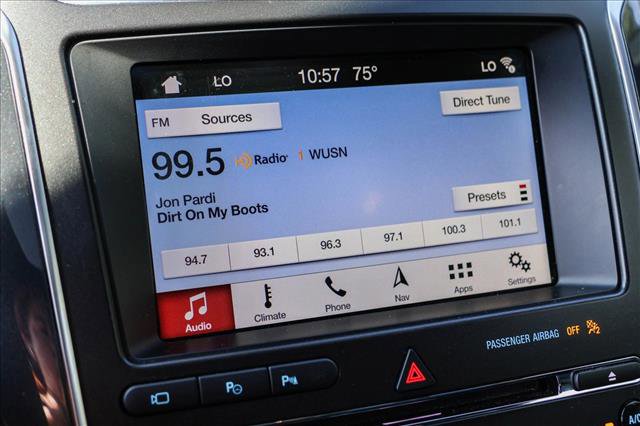 LO 10:57 75° LO
FM Sources Direct Tune
99.5 HD Radio 1 WUSN
Jon Pardi
Dirt On My Boots
Presets
94.7 93.1 96.3 97.1 100.3 101.1
Audio Climate Phone Nav Apps Settings
PASSENGER AIRBAG OFF
P P
A/C